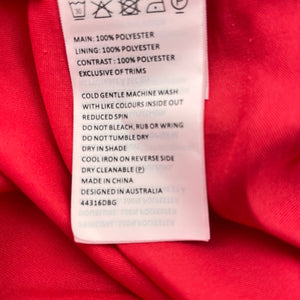 MAIN: 100% POLYESTER
LINING: 100% POLYESTER
CONTRAST: 100% POLYESTER
EXCLUSIVE OF TRIMS
COLD GENTLE MACHINE WASH
WITH LIKE COLOURS INSIDE OUT
REDUCED SPIN
DO NOT BLEACH, RUB OR WRING
DO NOT TUMBLE DRY
DRY IN SHADE
COOL IRON ON REVERSE SIDE
DRY CLEANABLE (P)
MADE IN CHINA
DESIGNED IN AUSTRALIA
44316DBG